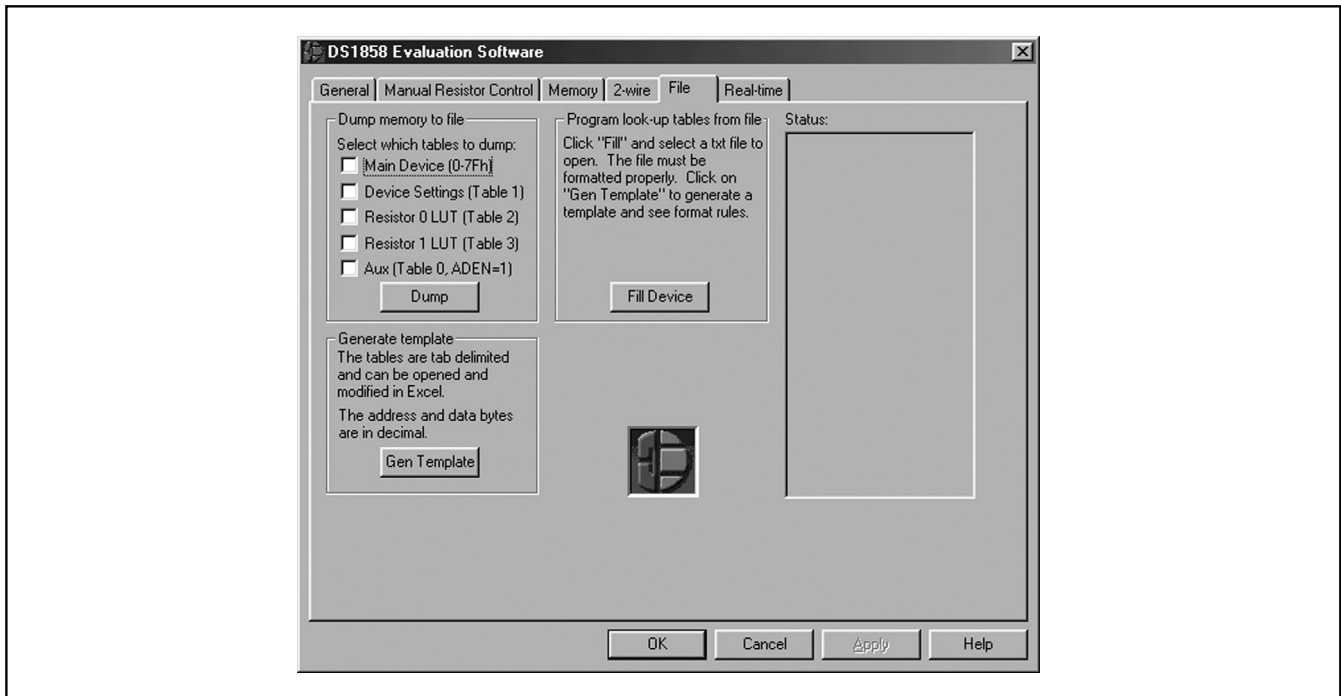 DS1858 Evaluation Software
General Manual Resistor Control Memory 2-wire File Real-time
Dump memory to file
Select which tables to dump:
Main Device (0-7Fh)
Device Settings (Table 1)
Resistor 0 LUT (Table 2)
Resistor 1 LUT (Table 3)
Aux (Table 0, ADEN=1)
Dump
Program look-up tables from file
Click "Fill" and select a txt file to
open. The file must be
formatted properly. Click on
"Gen Template" to generate a
template and see format rules.
Fill Device
Status:
Generate template
The tables are tab delimited
and can be opened and
modified in Excel.
The address and data bytes
are in decimal.
Gen Template
OK Cancel Apply Help